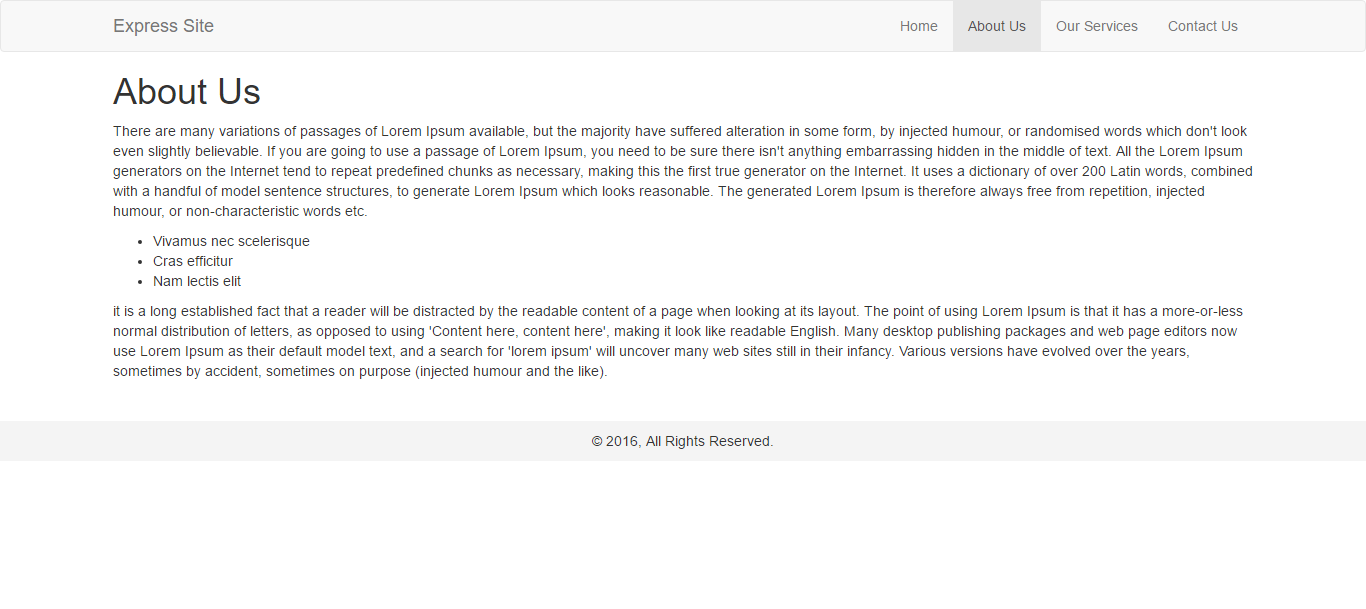 Express Site
Home
About Us
Our Services
Contact Us
About Us
There are many variations of passages of Lorem Ipsum available, but the majority have suffered alteration in some form, by injected humour, or randomised words which don't look
even slightly believable. If you are going to use a passage of Lorem Ipsum, you need to be sure there isn't anything embarrassing hidden in the middle of text. All the Lorem Ipsum
generators on the Internet tend to repeat predefined chunks as necessary, making this the first true generator on the Internet. It uses a dictionary of over 200 Latin words, combined
with a handful of model sentence structures, to generate Lorem Ipsum which looks reasonable. The generated Lorem Ipsum is therefore always free from repetition, injected
humour, or non-characteristic words etc.
• Vivamus nec scelerisque
• Cras efficitur
• Nam lectis elit
it is a long established fact that a reader will be distracted by the readable content of a page when looking at its layout. The point of using Lorem Ipsum is that it has a more-or-less
normal distribution of letters, as opposed to using 'Content here, content here', making it look like readable English. Many desktop publishing packages and web page editors now
use Lorem Ipsum as their default model text, and a search for 'lorem ipsum' will uncover many web sites still in their infancy. Various versions have evolved over the years,
sometimes by accident, sometimes on purpose (injected humour and the like).
© 2016, All Rights Reserved.